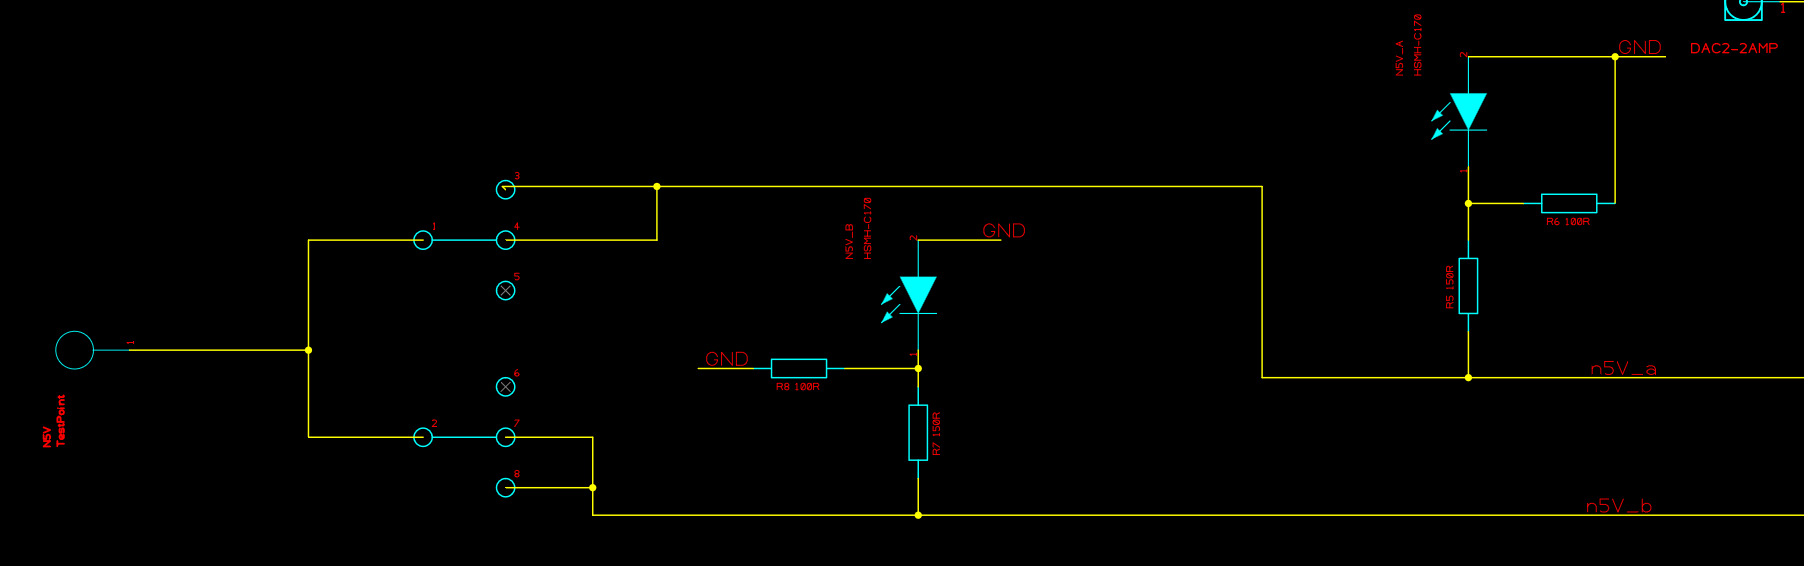 1
GND
DAC2-2AMP
N5V_A
HSMH-C170
2
1
R6 100R
R5 150R
n5V_a
3
1
4
5
6
2
7
8
1
N5V
TestPoint
N5V_B
HSMH-C170
2
GND
1
GND
R8 100R
R7 150R
n5V_b